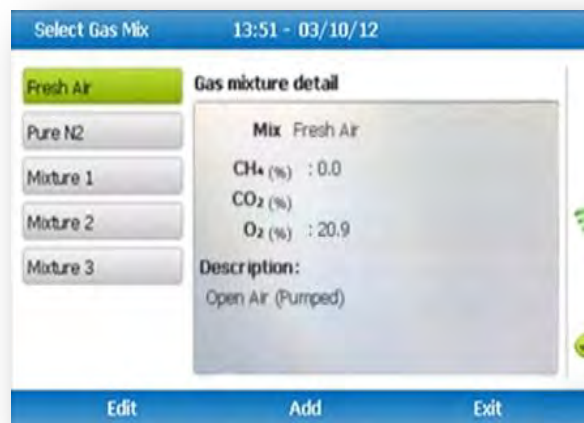 Select Gas Mix 13:51 - 03/10/12
Fresh Air
Pure N2
Mixture 1
Mixture 2
Mixture 3
Gas mixture detail
Mix Fresh Air
CH₄ (%) : 0.0
CO₂ (%)
O₂ (%) : 20.9
Description:
Open Air (Pumped)
Edit Add Exit